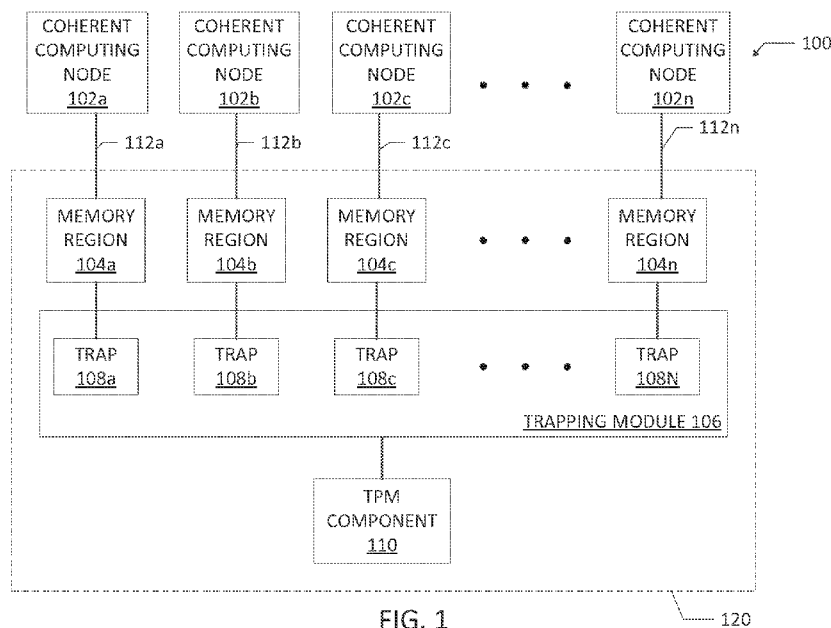 COHERENT COMPUTING NODE 102a
COHERENT COMPUTING NODE 102b
COHERENT COMPUTING NODE 102c
COHERENT COMPUTING NODE 102n
100
112a
112b
112c
112n
MEMORY REGION 104a
MEMORY REGION 104b
MEMORY REGION 104c
MEMORY REGION 104n
TRAP 108a
TRAP 108b
TRAP 108c
TRAP 108N
TRAPPING MODULE 106
TPM COMPONENT 110
120
FIG. 1